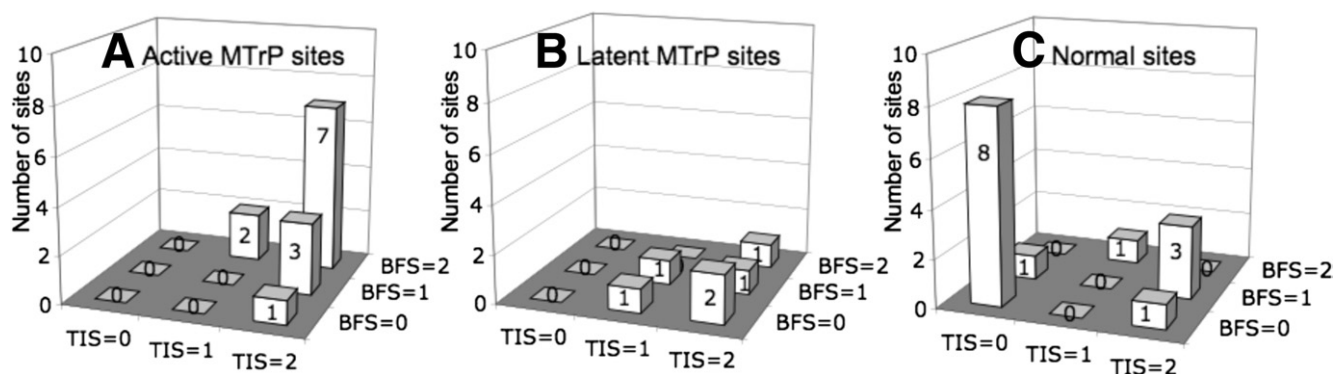 A Active MTrP sites
Number of sites
10
8
6
4
2
0
7
2
3
0
0
0
0
0
1
TIS=0
TIS=1
TIS=2
BFS=2
BFS=1
BFS=0
B Latent MTrP sites
Number of sites
10
8
6
4
2
0
0
1
0
1
1
0
1
2
TIS=0
TIS=1
TIS=2
BFS=2
BFS=1
BFS=0
C Normal sites
Number of sites
10
8
6
4
2
0
8
0
1
0
1
0
3
0
1
TIS=0
TIS=1
TIS=2
BFS=2
BFS=1
BFS=0